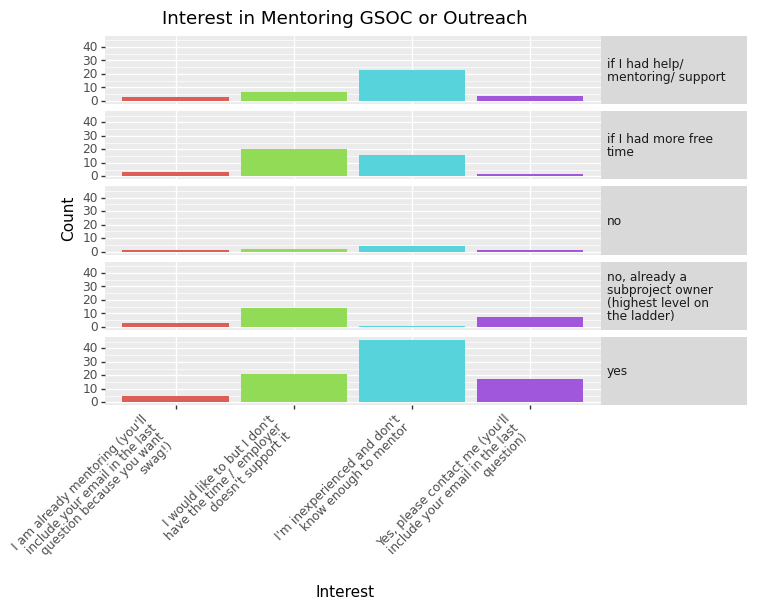 Interest in Mentoring GSOC or Outreach
40
30
20
10
0
if I had help/
mentoring/ support
40
30
20
10
0
if I had more free
time
40
30
20
10
0
no
40
30
20
10
0
no, already a
subproject owner
(highest level on
the ladder)
40
30
20
10
0
yes
Count
I am already mentoring (you'll
include your email in the last
question because you want
swag!)
I would like to but I don't
have the time / employer
doesn't support it
I'm inexperienced and don't
know enough to mentor
Yes, please contact me (you'll
include your email in the last
question)
Interest